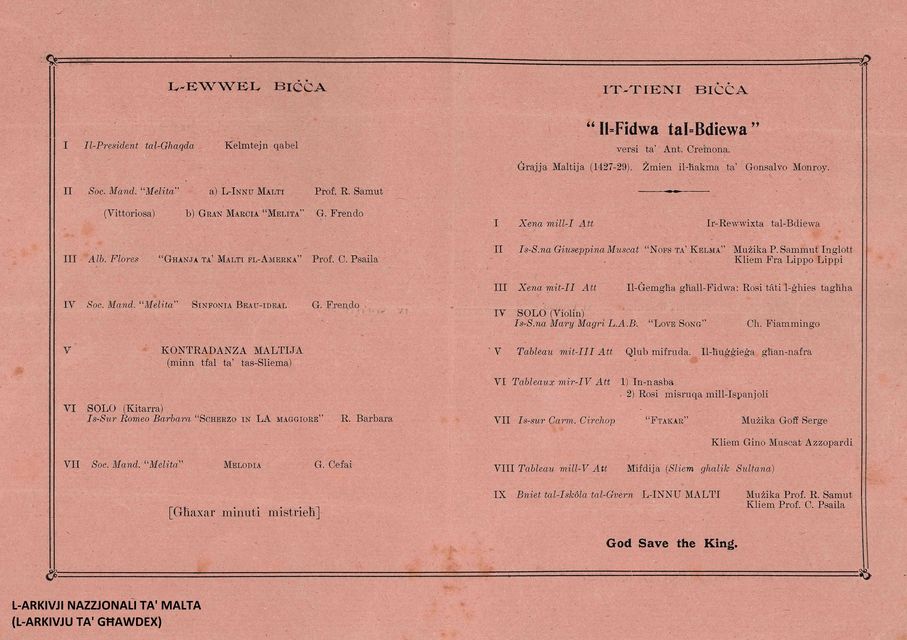 L-EWWEL BIĊĊA
I Il-President tal-Għaqda Kelmtejn qabel
II Soc. Mand. "Melita" a) L-INNU MALTI Prof. R. Samut
(Vittoriosa) b) GRAN MARCIA "MELITA" G. Frendo
III Alb. Flores "GĦANJA TA' MALTI FL-AMERKA" Prof. C. Psaila
IV Soc. Mand. "Melita" SINFONIA BEAU-IDEAL G. Frendo
V KONTRADANZA MALTIJA
(minn tfal ta' tas-Sliema)
VI SOLO (Kitarra)
Is-Sur Romeo Barbara "SCHERZO IN LA MAGGIORE" R. Barbara
VII Soc. Mand. "Melita" MELODIA G. Cefai
[Għaxar minuti mistrieħ]
IT-TIENI BIĊĊA
"Il-Fidwa tal-Bdiewa"
versi ta' Ant. Cremona.
Ġrajja Maltija (1427-29). Żmien il-ħakma ta' Gonsalvo Monroy.
I Xena mill-I Att Ir-Rewwixta tal-Bdiewa
II Is-S.na Giuseppina Muscat "NOFS TA' KELMA" Mużika P. Sammut Inglott
Kliem Fra Lippo Lippi
III Xena mit-II Att Il-Ġemgħa għall-Fidwa: Rosi táti l-għies tagħha
IV SOLO (Violín)
Is-S.na Mary Magri L.A.B. "LOVE SONG" Ch. Fiammingo
V Tableau mit-III Att Qlub mifruda. Il-ħuġġieġa għan-nafra
VI Tableaux mir-IV Att 1) In-nasba
2) Rosi misruqa mill-Ispanjoli
VII Is-sur Carm. Circhop "FTAKAR" Mużika Goff Serge
Kliem Gino Muscat Azzopardi
VIII Tableau mill-V Att Mifdija (Sliem għalik Sultana)
IX Bniet tal-Iskôla tal-Gvern L-INNU MALTI Mużika Prof. R. Samut
Kliem Prof. C. Psaila
God Save the King.
L-ARKIVJI NAZZJONALI TA' MALTA
(L-ARKIVJU TA' GĦAWDEX)